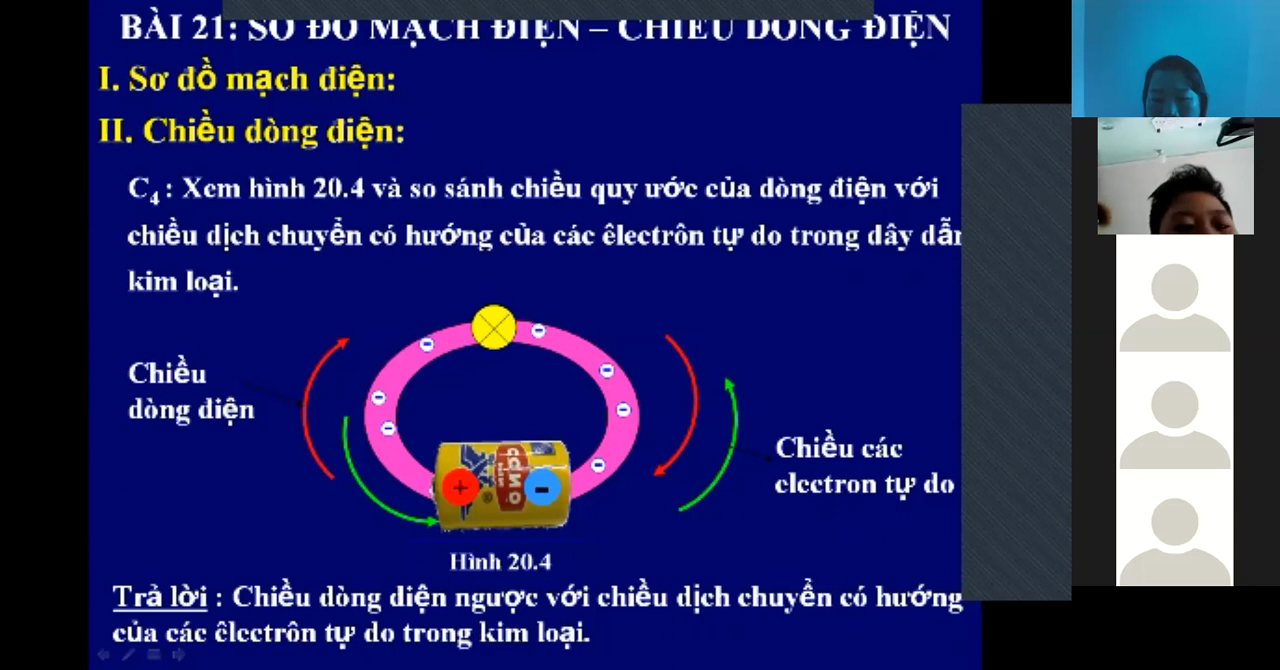 BÀI 21: SƠ ĐỒ MẠCH ĐIỆN – CHIỀU DÒNG ĐIỆN
I. Sơ đồ mạch điện:
II. Chiều dòng điện:
C4 : Xem hình 20.4 và so sánh chiều quy ước của dòng điện với
chiều dịch chuyển có hướng của các êlectrôn tự do trong dây
kim loại.
Chiều
dòng điện
Chiều các
electron tự do
+
-
Hình 20.4
Trả lời : Chiều dòng điện ngược với chiều dịch chuyển có hướng
của các êlectrôn tự do trong kim loại.